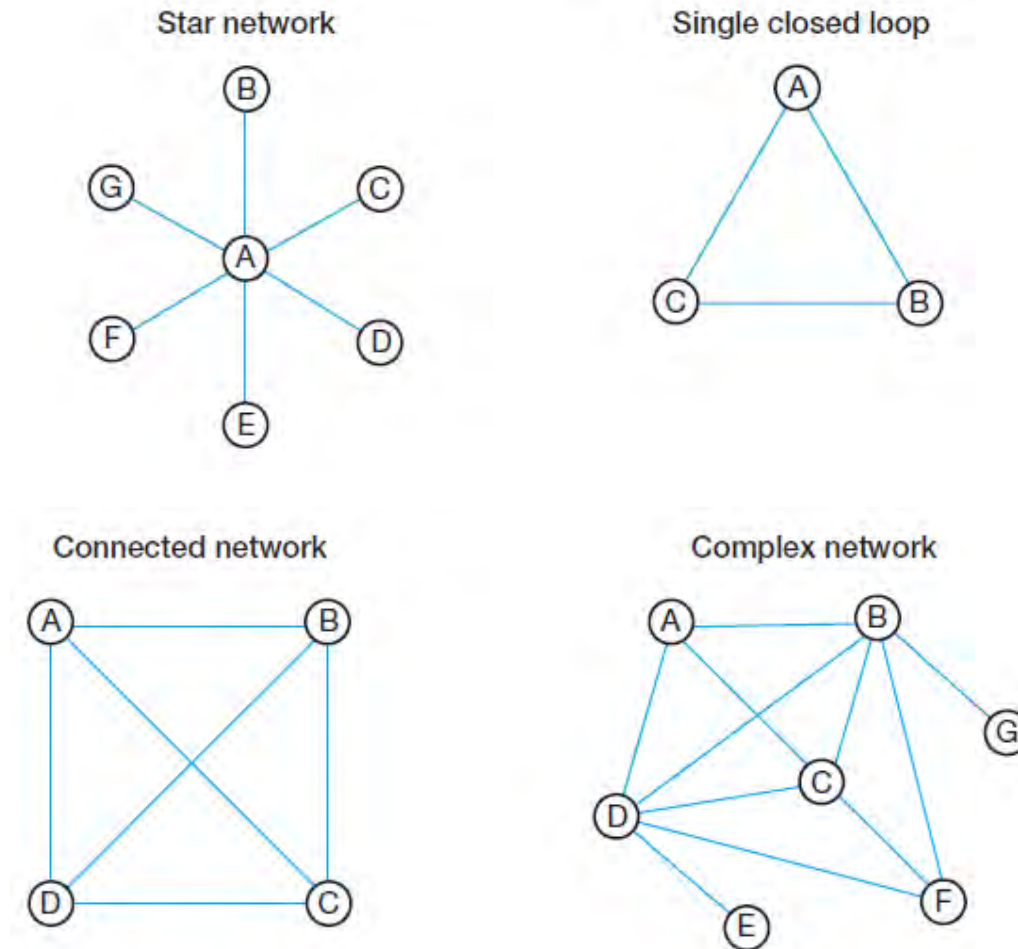 Star network
Single closed loop
B
G
C
A
F
D
E
A
C
B
Connected network
Complex network
A
B
D
C
A
B
G
C
D
F
E